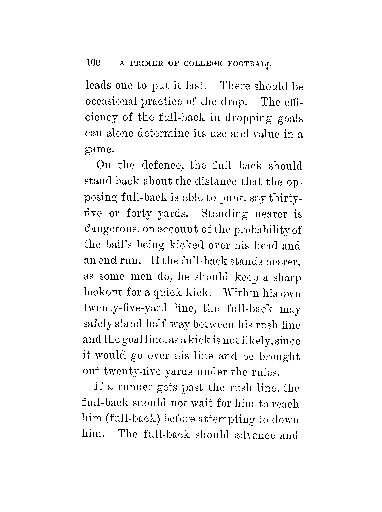 100 A PRIMER OF COLLEGE FOOTBALL
leads one to put it last. There should be
occasional practice of the drop. The effi-
ciency of the full-back in dropping goals
can alone determine its use and value in a
game.
On the defence, the full back should
stand back about the distance that the op-
posing full-back is able to punt, say thirty-
five or forty yards. Standing nearer is
dangerous, on account of the probability of
the ball's being kicked over his head and
an end run. If the full-back stands nearer,
as some men do, he should keep a sharp
lookout for a quick kick. Within his own
twenty-five-yard line, the full-back may
safely stand half way between his rush line
and the goal line, as a kick is not likely, since
it would go over his line and be brought
out twenty-five yards under the rules.
If a runner gets past the rush line, the
full-back should not wait for him to reach
him (full-back) before attempting to down
him. The full-back should advance and